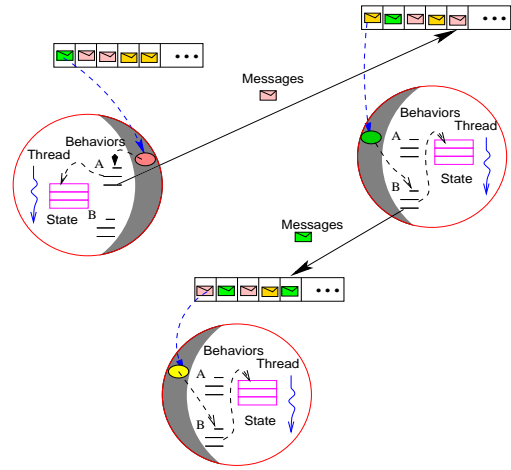 Messages
Behaviors
Thread
A
State
B
Behaviors
Thread
A
B
State
Messages
Behaviors
Thread
A
B
State